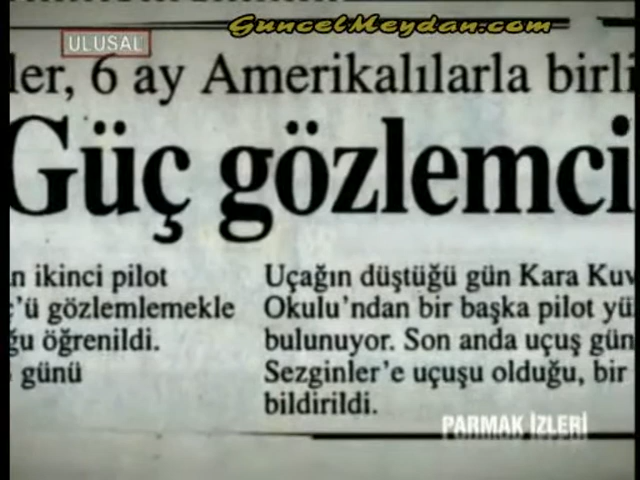 GuncelMeydan.com
ULUSAL
ler, 6 ay Amerikalılarla birli
Güç gözlemci
n ikinci pilot
'ü gözlemlemekle
ğu öğrenildi.
günü
Uçağın düştüğü gün Kara Kuv
Okulu'ndan bir başka pilot yü
bulunuyor. Son anda uçuş gün
Sezginler'e uçuşu olduğu, bir
bildirildi.
PARMAK İZLERİ